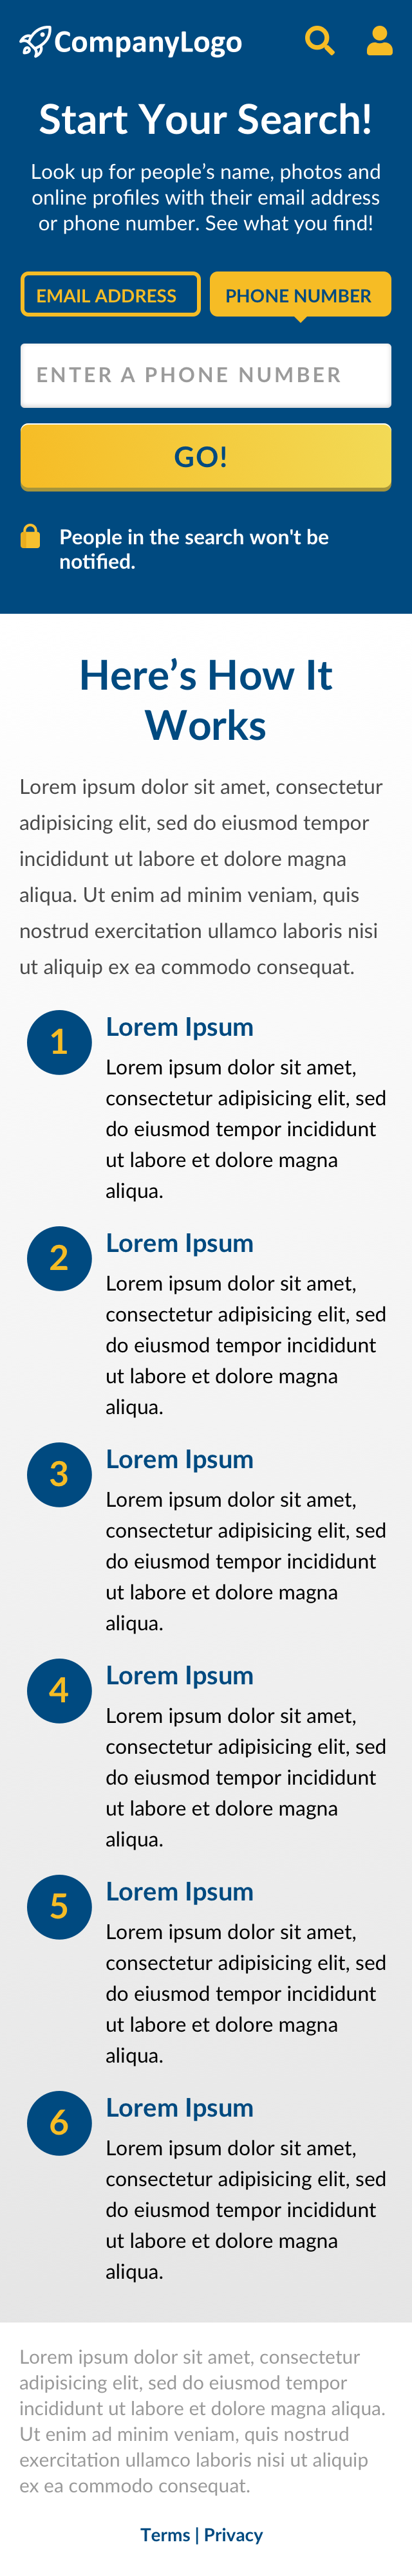 CompanyLogo
Start Your Search!
Look up for people's name, photos and
online profiles with their email address
or phone number. See what you find!
EMAIL ADDRESS
PHONE NUMBER
ENTER A PHONE NUMBER
GO!
People in the search won't be
notified.
Here's How It
Works
Lorem ipsum dolor sit amet, consectetur
adipisicing elit, sed do eiusmod tempor
incididunt ut labore et dolore magna
aliqua. Ut enim ad minim veniam, quis
nostrud exercitation ullamco laboris nisi
ut aliquip ex ea commodo consequat.
1
Lorem Ipsum
Lorem ipsum dolor sit amet,
consectetur adipisicing elit, sed
do eiusmod tempor incididunt
ut labore et dolore magna
aliqua.
2
Lorem Ipsum
Lorem ipsum dolor sit amet,
consectetur adipisicing elit, sed
do eiusmod tempor incididunt
ut labore et dolore magna
aliqua.
3
Lorem Ipsum
Lorem ipsum dolor sit amet,
consectetur adipisicing elit, sed
do eiusmod tempor incididunt
ut labore et dolore magna
aliqua.
4
Lorem Ipsum
Lorem ipsum dolor sit amet,
consectetur adipisicing elit, sed
do eiusmod tempor incididunt
ut labore et dolore magna
aliqua.
5
Lorem Ipsum
Lorem ipsum dolor sit amet,
consectetur adipisicing elit, sed
do eiusmod tempor incididunt
ut labore et dolore magna
aliqua.
6
Lorem Ipsum
Lorem ipsum dolor sit amet,
consectetur adipisicing elit, sed
do eiusmod tempor incididunt
ut labore et dolore magna
aliqua.
Lorem ipsum dolor sit amet, consectetur
adipisicing elit, sed do eiusmod tempor
incididunt ut labore et dolore magna aliqua.
Ut enim ad minim veniam, quis nostrud
exercitation ullamco laboris nisi ut aliquip
ex ea commodo consequat.
Terms | Privacy